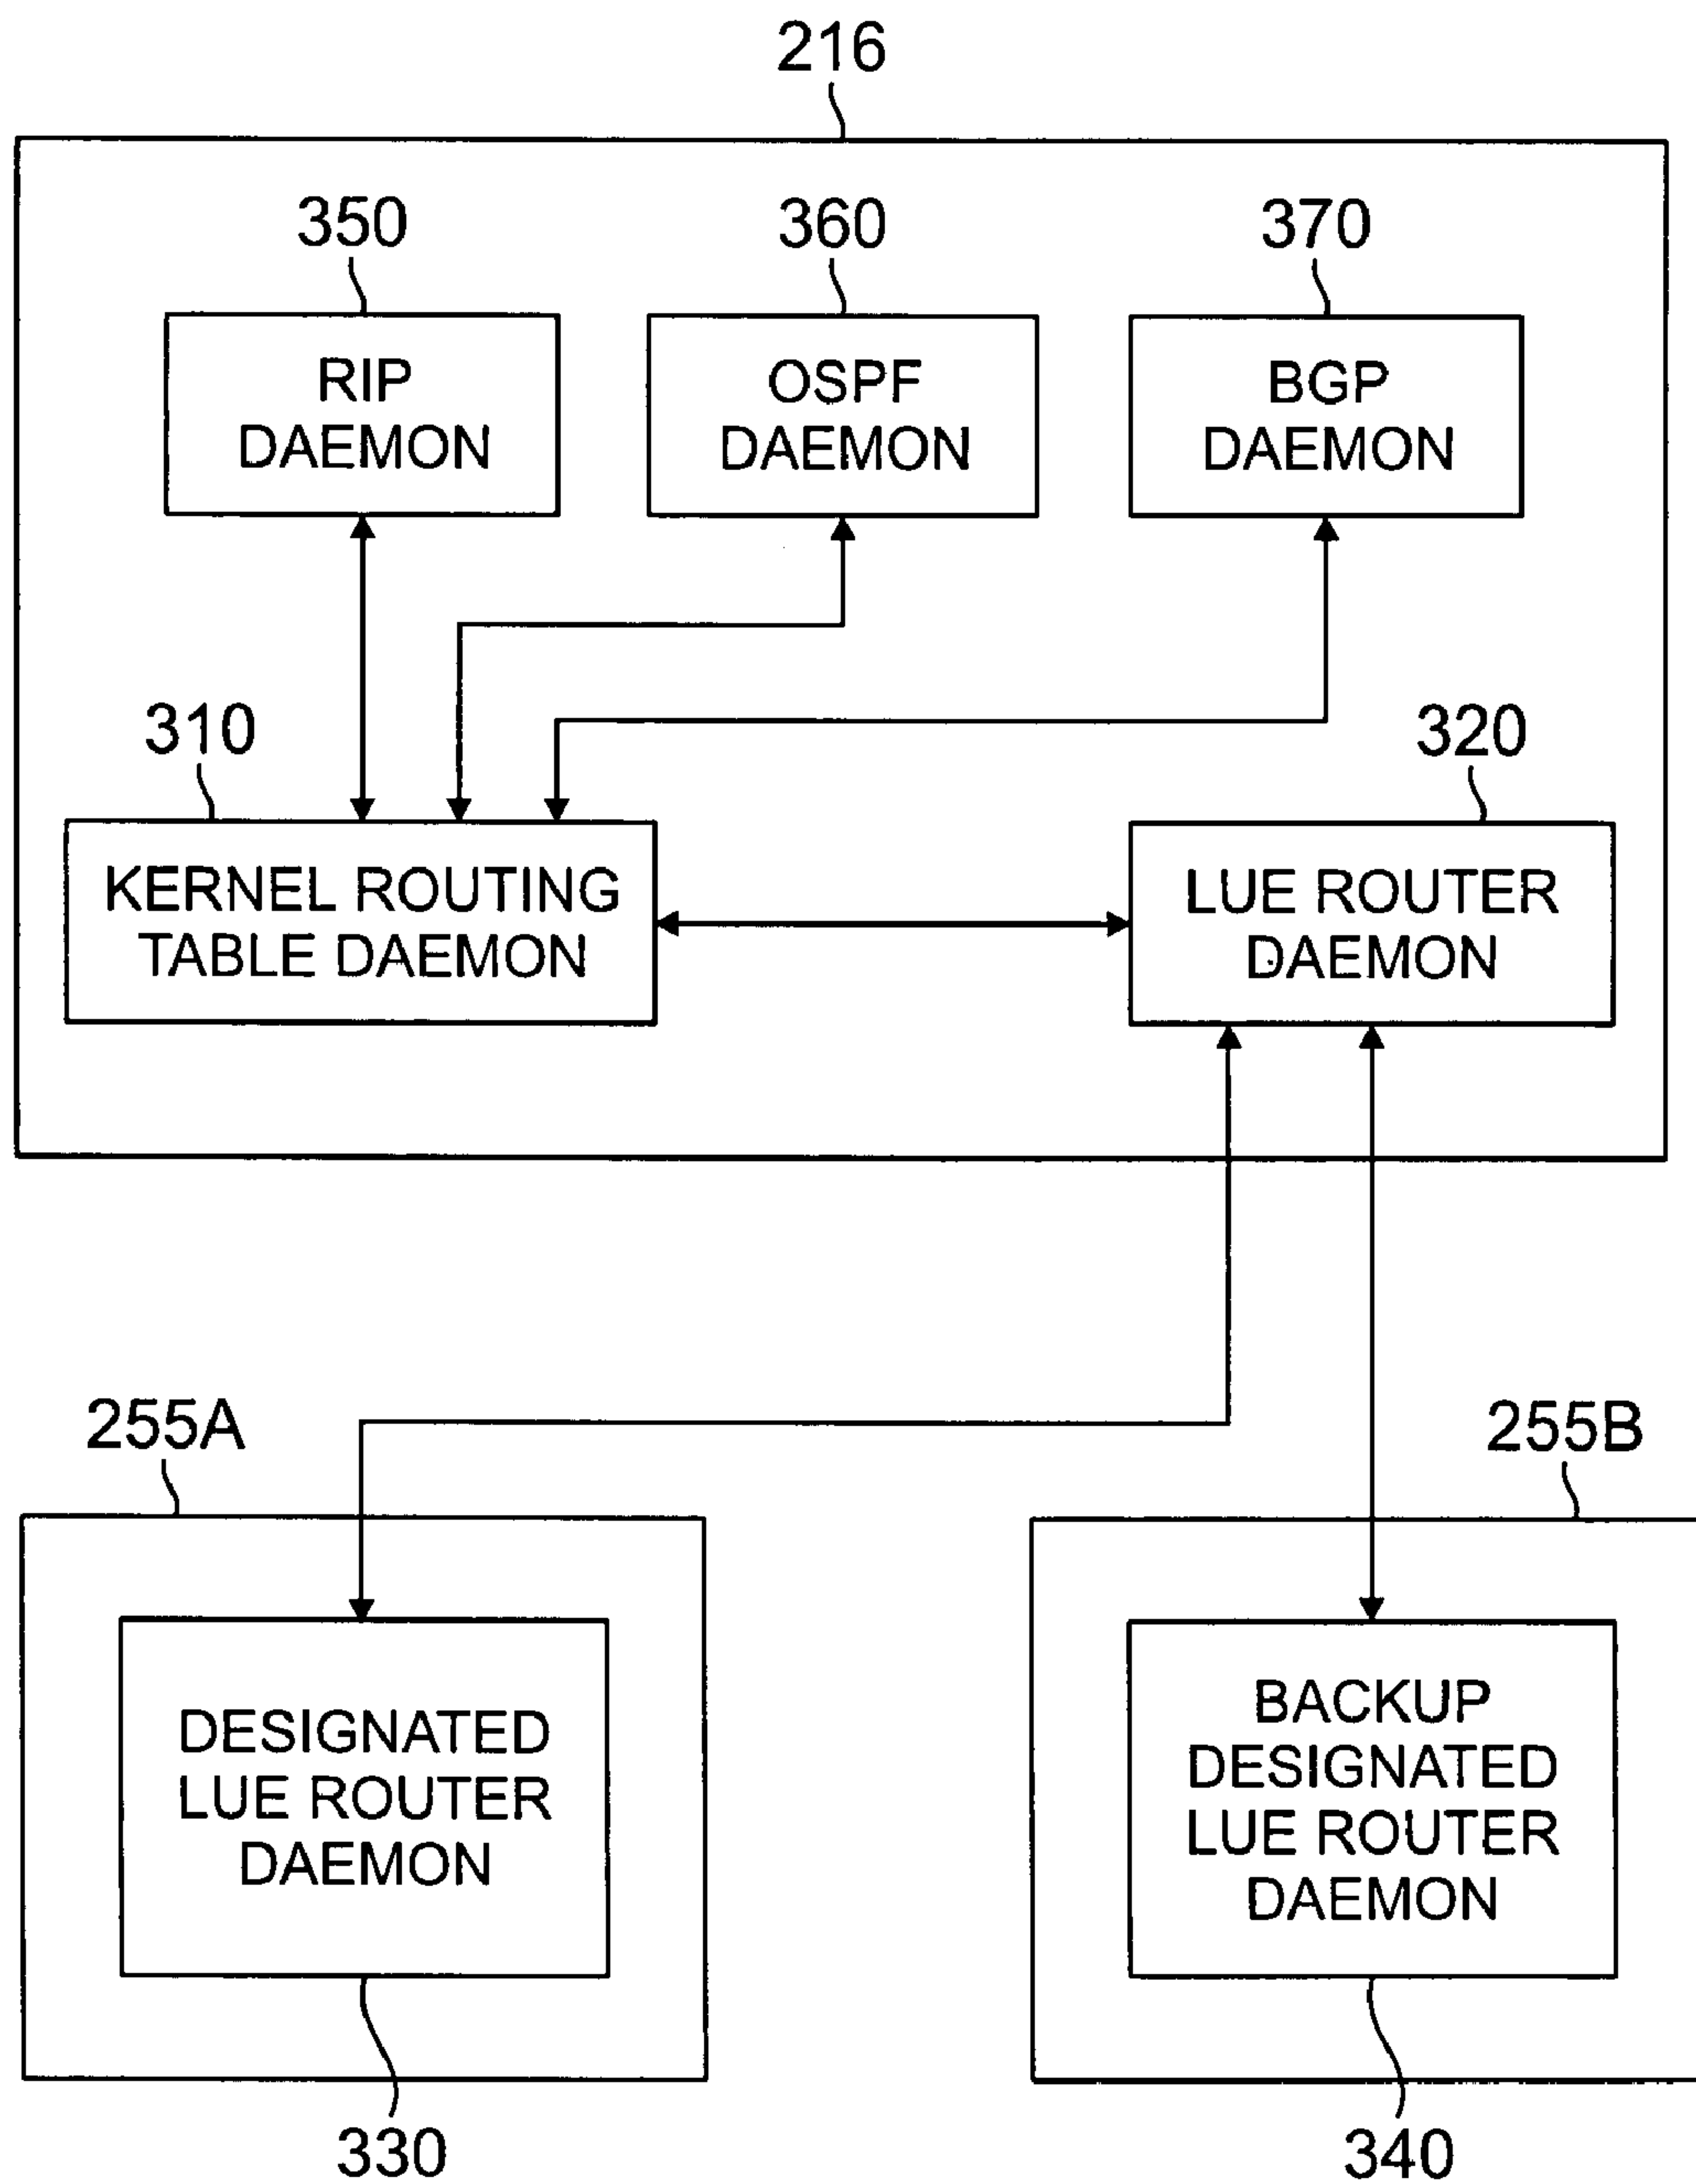 216
350
360
370
RIP
DAEMON
OSPF
DAEMON
BGP
DAEMON
310
320
KERNEL ROUTING
TABLE DAEMON
LUE ROUTER
DAEMON
255A
255B
DESIGNATED
LUE ROUTER
DAEMON
BACKUP
DESIGNATED
LUE ROUTER
DAEMON
330
340